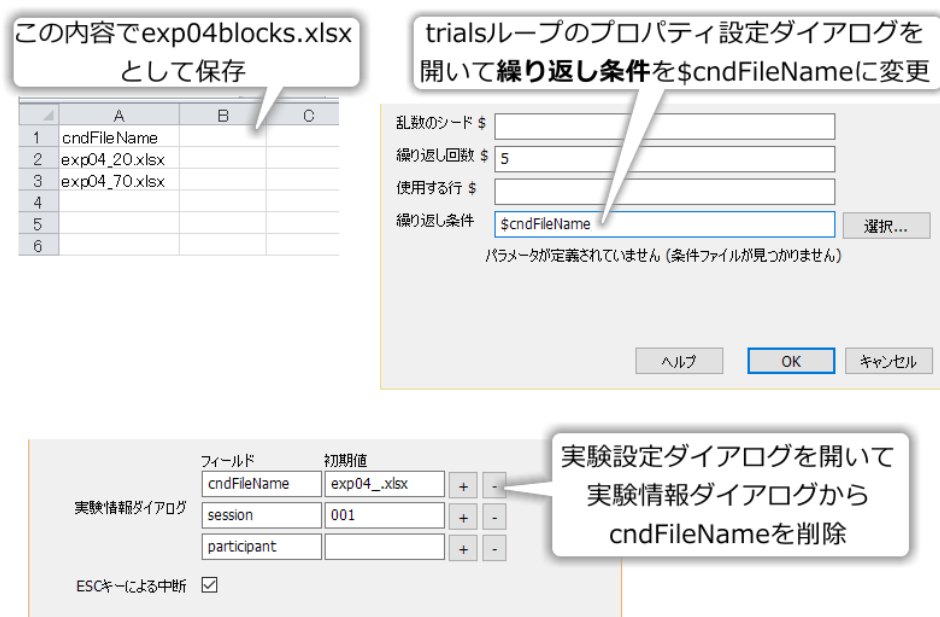 この内容でexp04blocks.xlsx
として保存
A B C
1 cndFileName
2 exp04_20.xlsx
3 exp04_70.xlsx
4
5
6
trialsループのプロパティ設定ダイアログを
開いて繰り返し条件を$cndFileNameに変更
乱数のシード $
繰り返し回数 $ 5
使用する行 $
繰り返し条件 $cndFileName 選択...
パラメータが定義されていません (条件ファイルが見つかりません)
ヘルプ OK キャンセル
フィールド 初期値
cndFileName exp04_.xlsx + -
実験情報ダイアログ session 001 + -
participant + -
ESCキーによる中断
実験設定ダイアログを開いて
実験情報ダイアログから
cndFileNameを削除